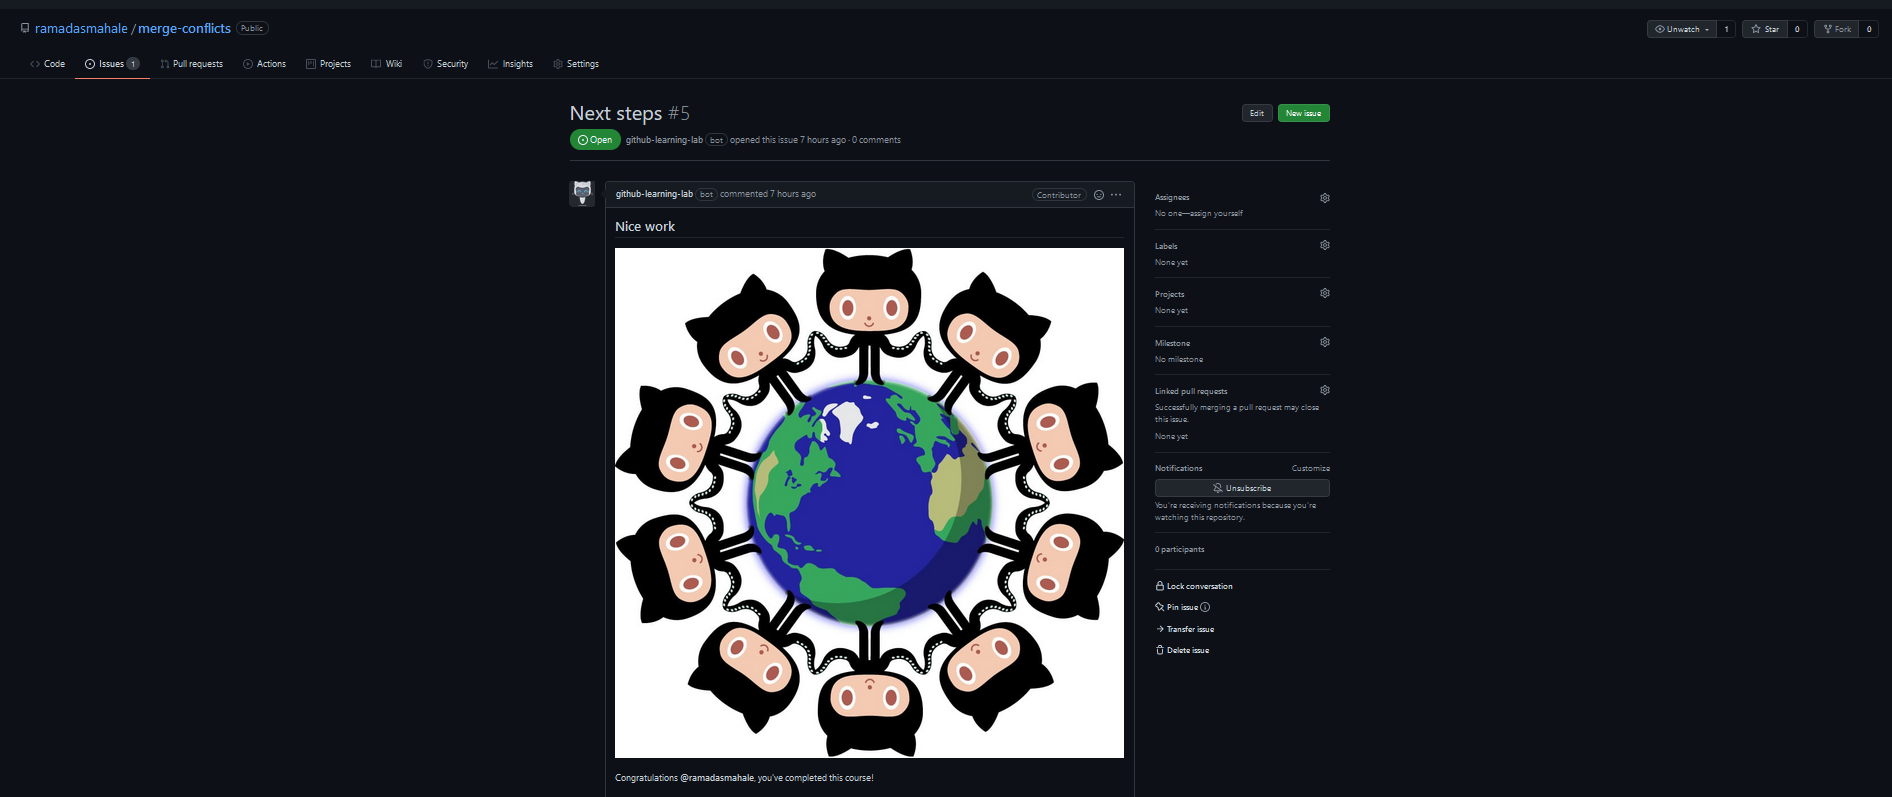 ramadasmahale / merge-conflicts Public
Unwatch 1 Star 0 Fork 0
Code Issues 1 Pull requests Actions Projects Wiki Security Insights Settings
Next steps #5
Edit New issue
Open github-learning-lab bot opened this issue 7 hours ago · 0 comments
github-learning-lab bot commented 7 hours ago Contributor
Nice work
Congratulations @ramadasmahale, you've completed this course!
Assignees
No one—assign yourself
Labels
None yet
Projects
None yet
Milestone
No milestone
Linked pull requests
Successfully merging a pull request may close
this issue.
None yet
Notifications Customize
Unsubscribe
You're receiving notifications because you're
watching this repository.
0 participants
Lock conversation
Pin issue
Transfer issue
Delete issue